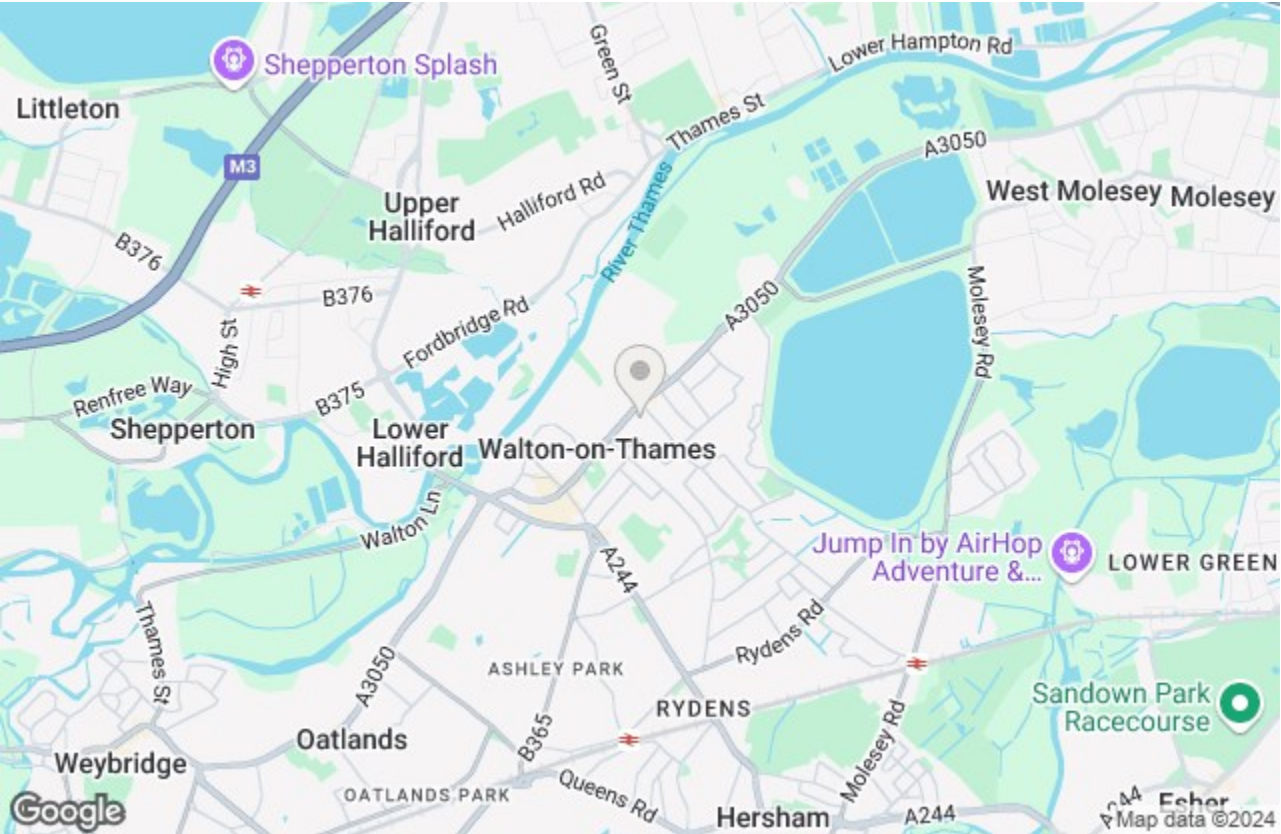 Green St
Lower Hampton Rd
Shepperton Splash
Littleton
Thames St
A3050
M3
Upper
Halliford
Halliford Rd
River Thames
West Molesey
Molesey
B376
B376
A3050
Molesey Rd
High St
Fordbridge Rd
Renfree Way
B375
Shepperton
Lower
Halliford
Walton-on-Thames
Walton Ln
Jump In by AirHop
Adventure &...
LOWER GREEN
A244
Thames St
Rydens Rd
A3050
ASHLEY PARK
RYDENS
Sandown Park
Racecourse
B365
Molesey Rd
Oatlands
Weybridge
OATLANDS PARK
Queens Rd
Hersham
A244
A244
Esher
Google
Map data ©2024